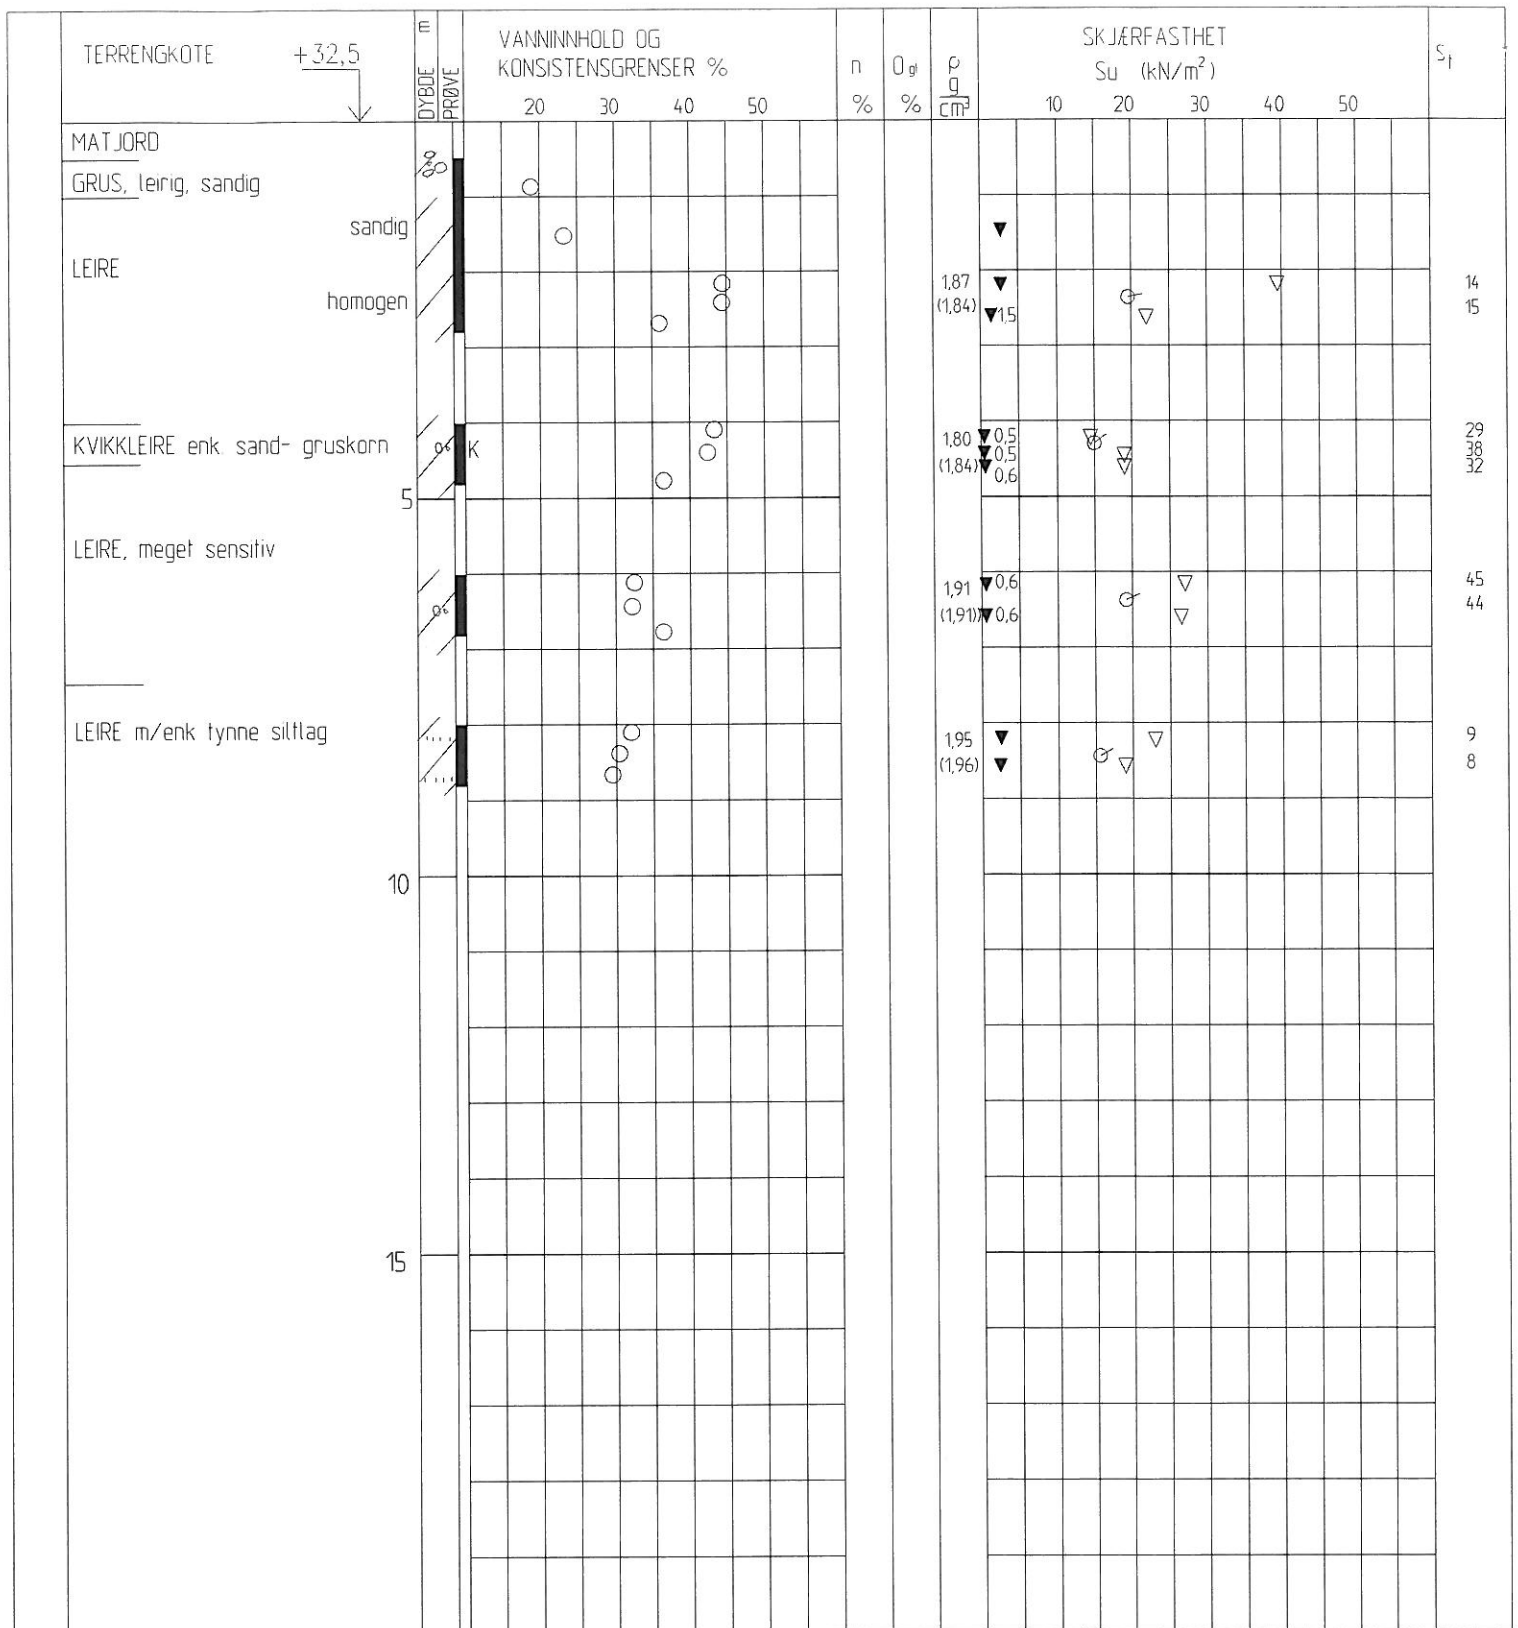 TERRENGKOTE +32,5
DYBDE m
PRØVE
VANNINNHOLD OG
KONSISTENSGRENSER %
20 30 40 50
n
%
O gl
%
ρ
g
cm³
SKJÆRFASTHET
Su (kN/m²)
10 20 30 40 50
St
MATJORD
GRUS, leirig, sandig
sandig
LEIRE
homogen
1,87
(1,84)
1,5
14
15
KVIKKLEIRE enk. sand- gruskorn
K
1,80
(1,84)
0,5
0,5
0,6
29
38
32
5
LEIRE, meget sensitiv
1,91
(1,91)
0,6
0,6
45
44
LEIRE m/enk tynne siltlag
1,95
(1,96)
9
8
10
15